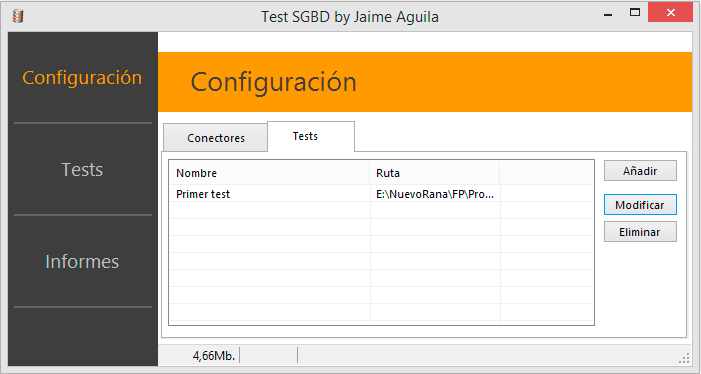 Test SGBD by Jaime Aguila
Configuración
Tests
Informes
Configuración
Conectores Tests
Nombre Ruta
Primer test E:\NuevoRana\FP\Pro...
Añadir
Modificar
Eliminar
4,66Mb.